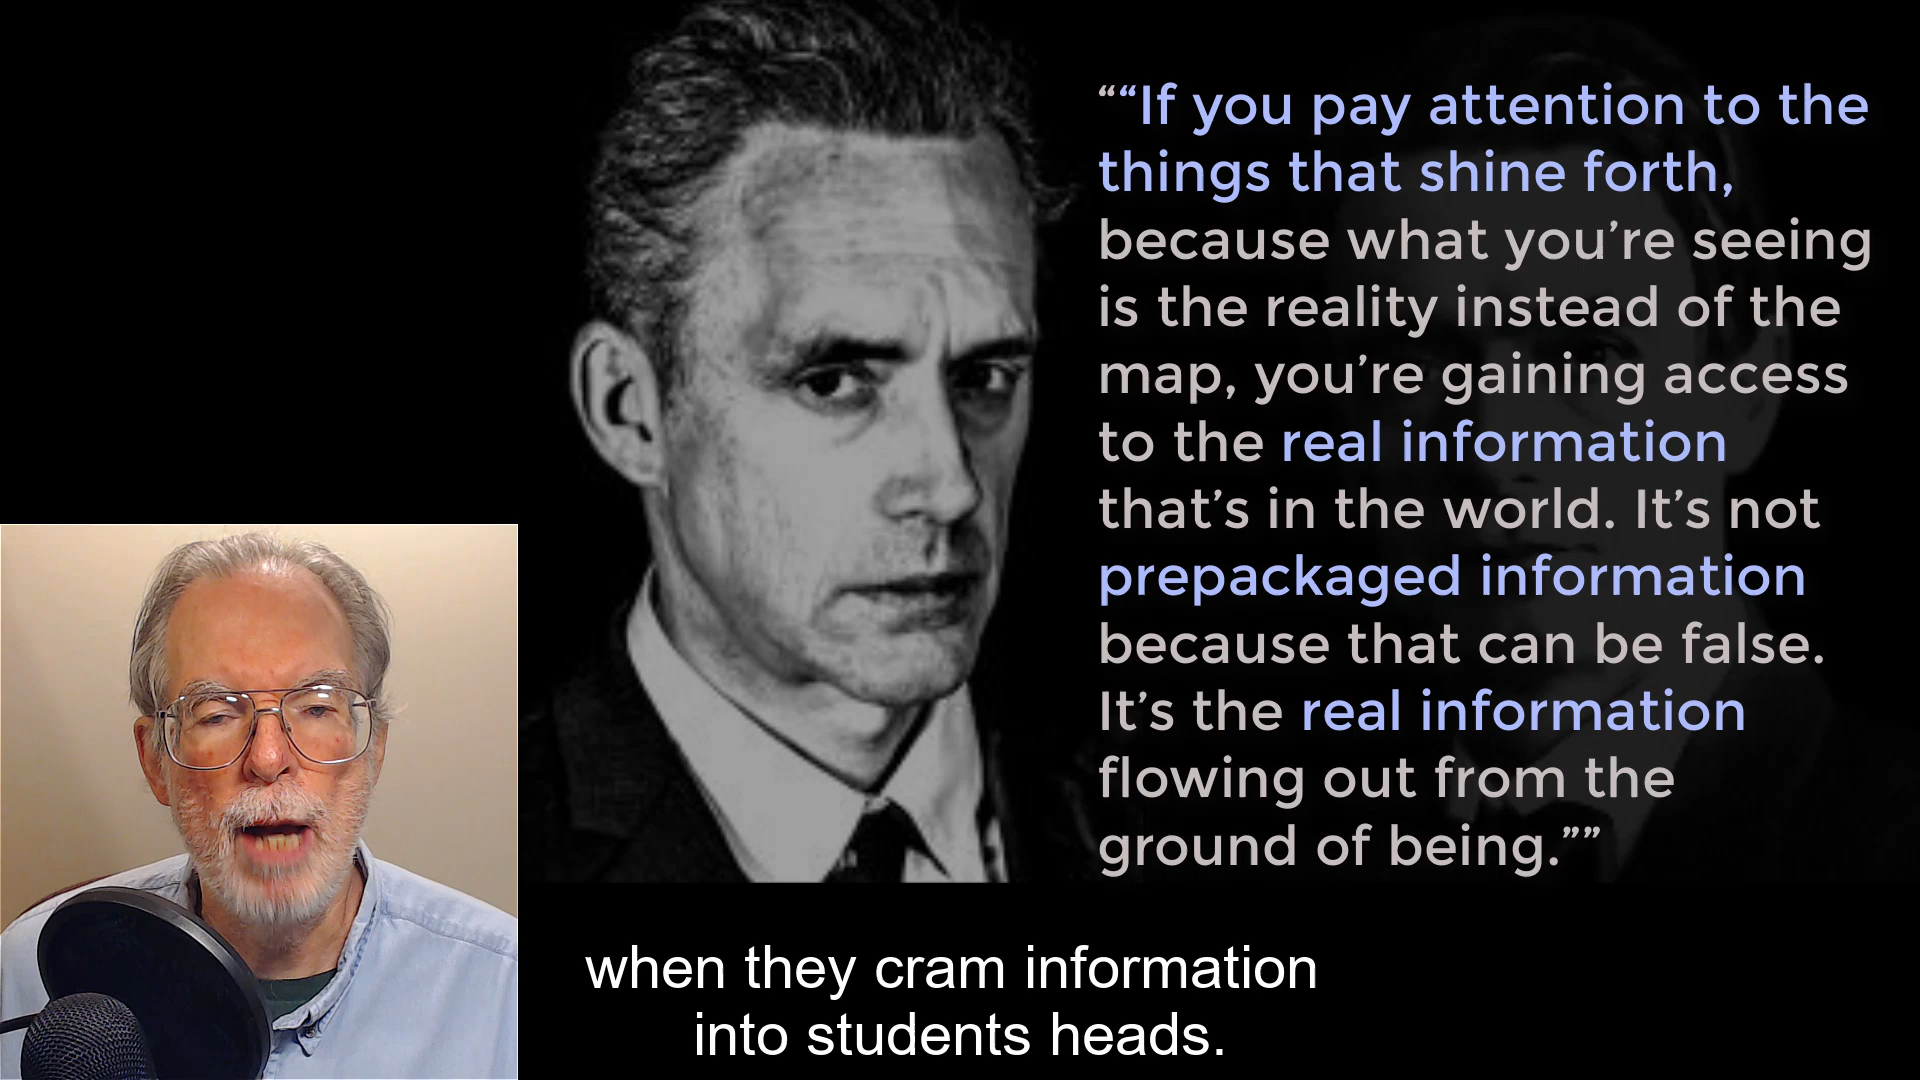 ““If you pay attention to the
things that shine forth,
because what you’re seeing
is the reality instead of the
map, you’re gaining access
to the real information
that’s in the world. It’s not
prepackaged information
because that can be false.
It’s the real information
flowing out from the
ground of being.””
when they cram information
into students heads.